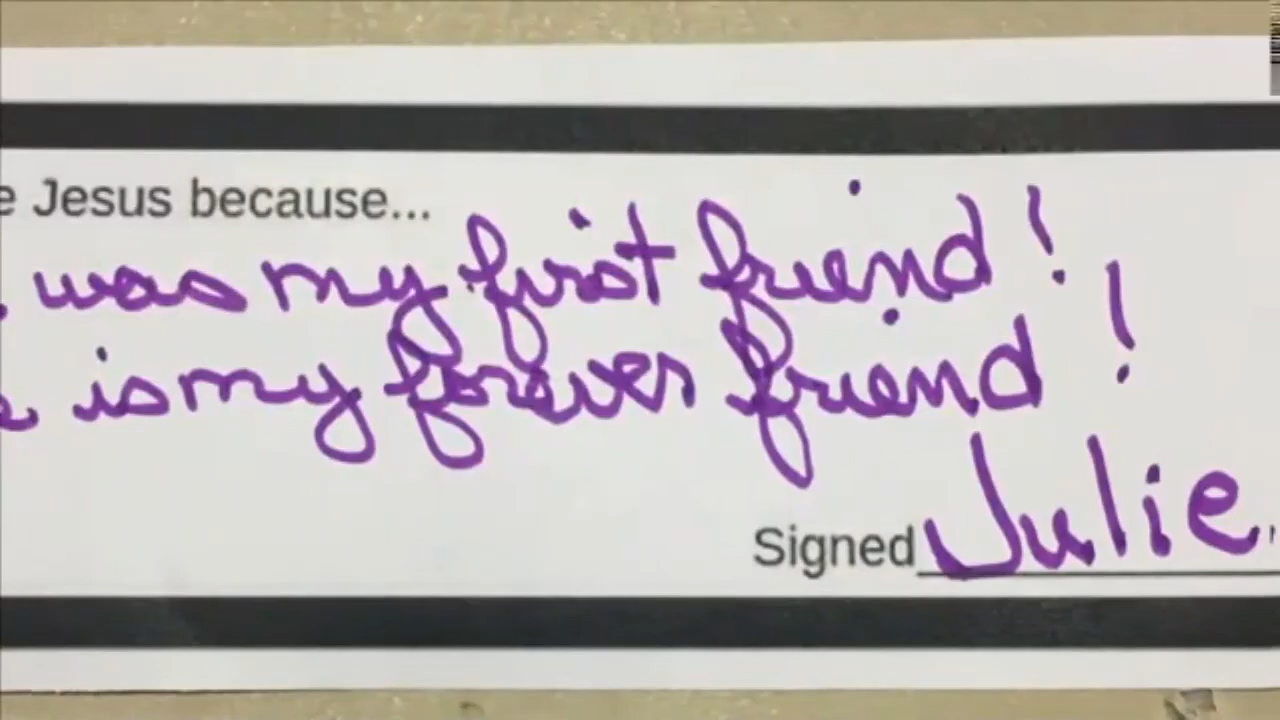 e Jesus because...
was my first friend!
is my forever friend!
Signed Julie